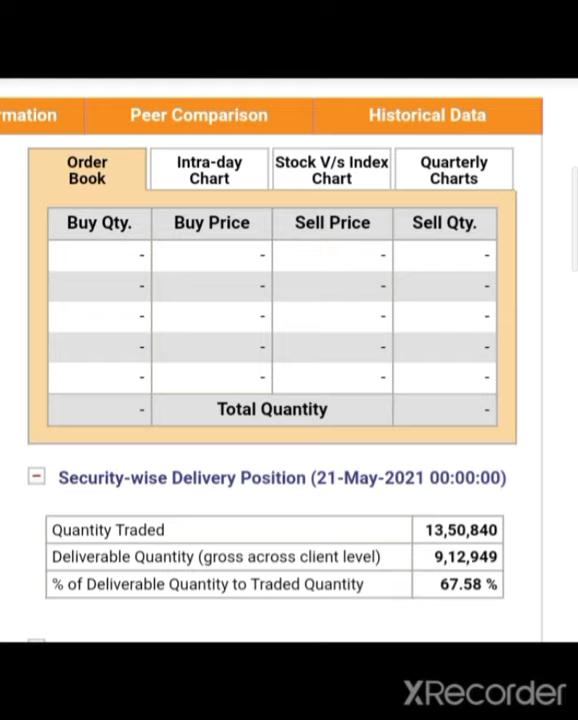 rmation Peer Comparison Historical Data
Order Book Intra-day Chart Stock V/s Index Chart Quarterly Charts
Buy Qty. Buy Price Sell Price Sell Qty.
- - - -
- - - -
- - - -
- - - -
- - - -
- Total Quantity -
Security-wise Delivery Position (21-May-2021 00:00:00)
Quantity Traded 13,50,840
Deliverable Quantity (gross across client level) 9,12,949
% of Deliverable Quantity to Traded Quantity 67.58 %
XRecorder